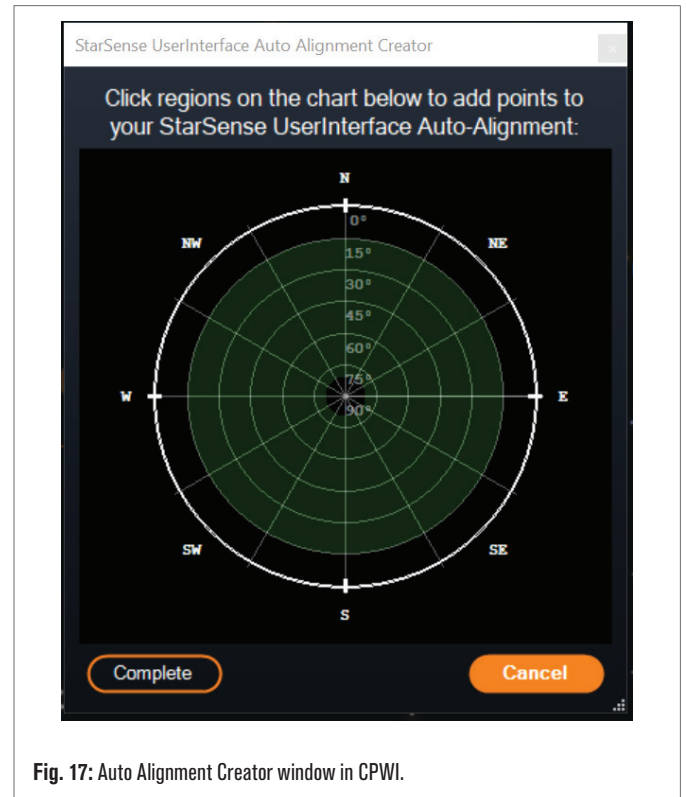 StarSense UserInterface Auto Alignment Creator
x
Click regions on the chart below to add points to
your StarSense UserInterface Auto-Alignment:
N
0°
NW
NE
15°
30°
45°
60°
75°
W
E
90°
SW
SE
S
Complete
Cancel
Fig. 17: Auto Alignment Creator window in CPWI.